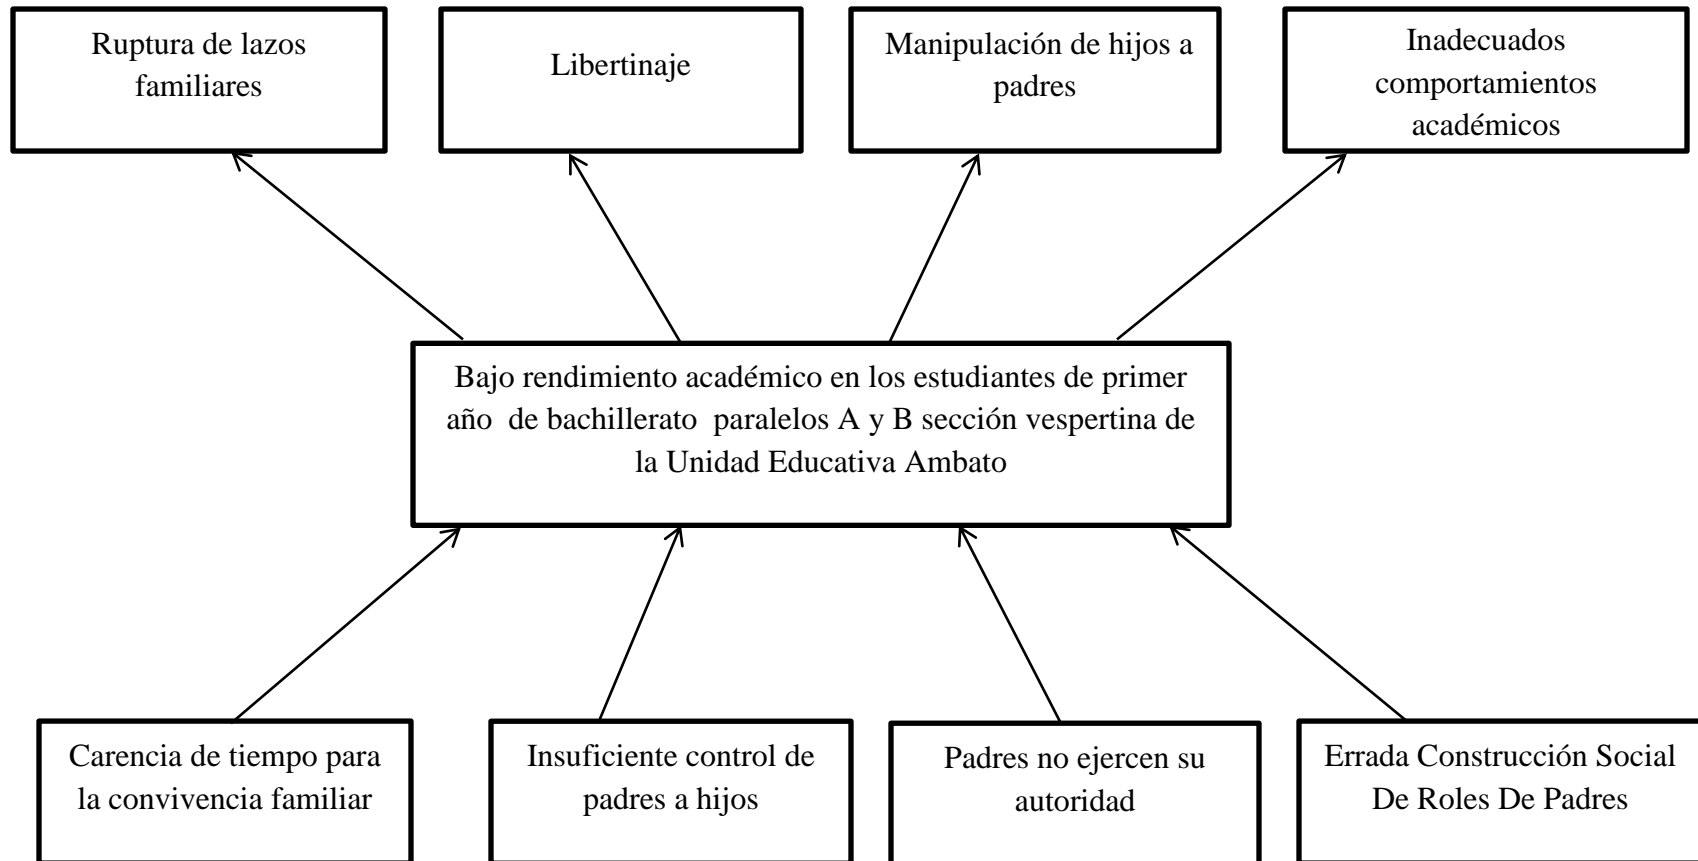 Ruptura de lazos
familiares
Libertinaje
Manipulación de hijos a
padres
Inadecuados
comportamientos
académicos
Bajo rendimiento académico en los estudiantes de primer
año  de bachillerato  paralelos A y B sección vespertina de
la Unidad Educativa Ambato
Carencia de tiempo para
la convivencia familiar
Insuficiente control de
padres a hijos
Padres no ejercen su
autoridad
Errada Construcción Social
De Roles De Padres